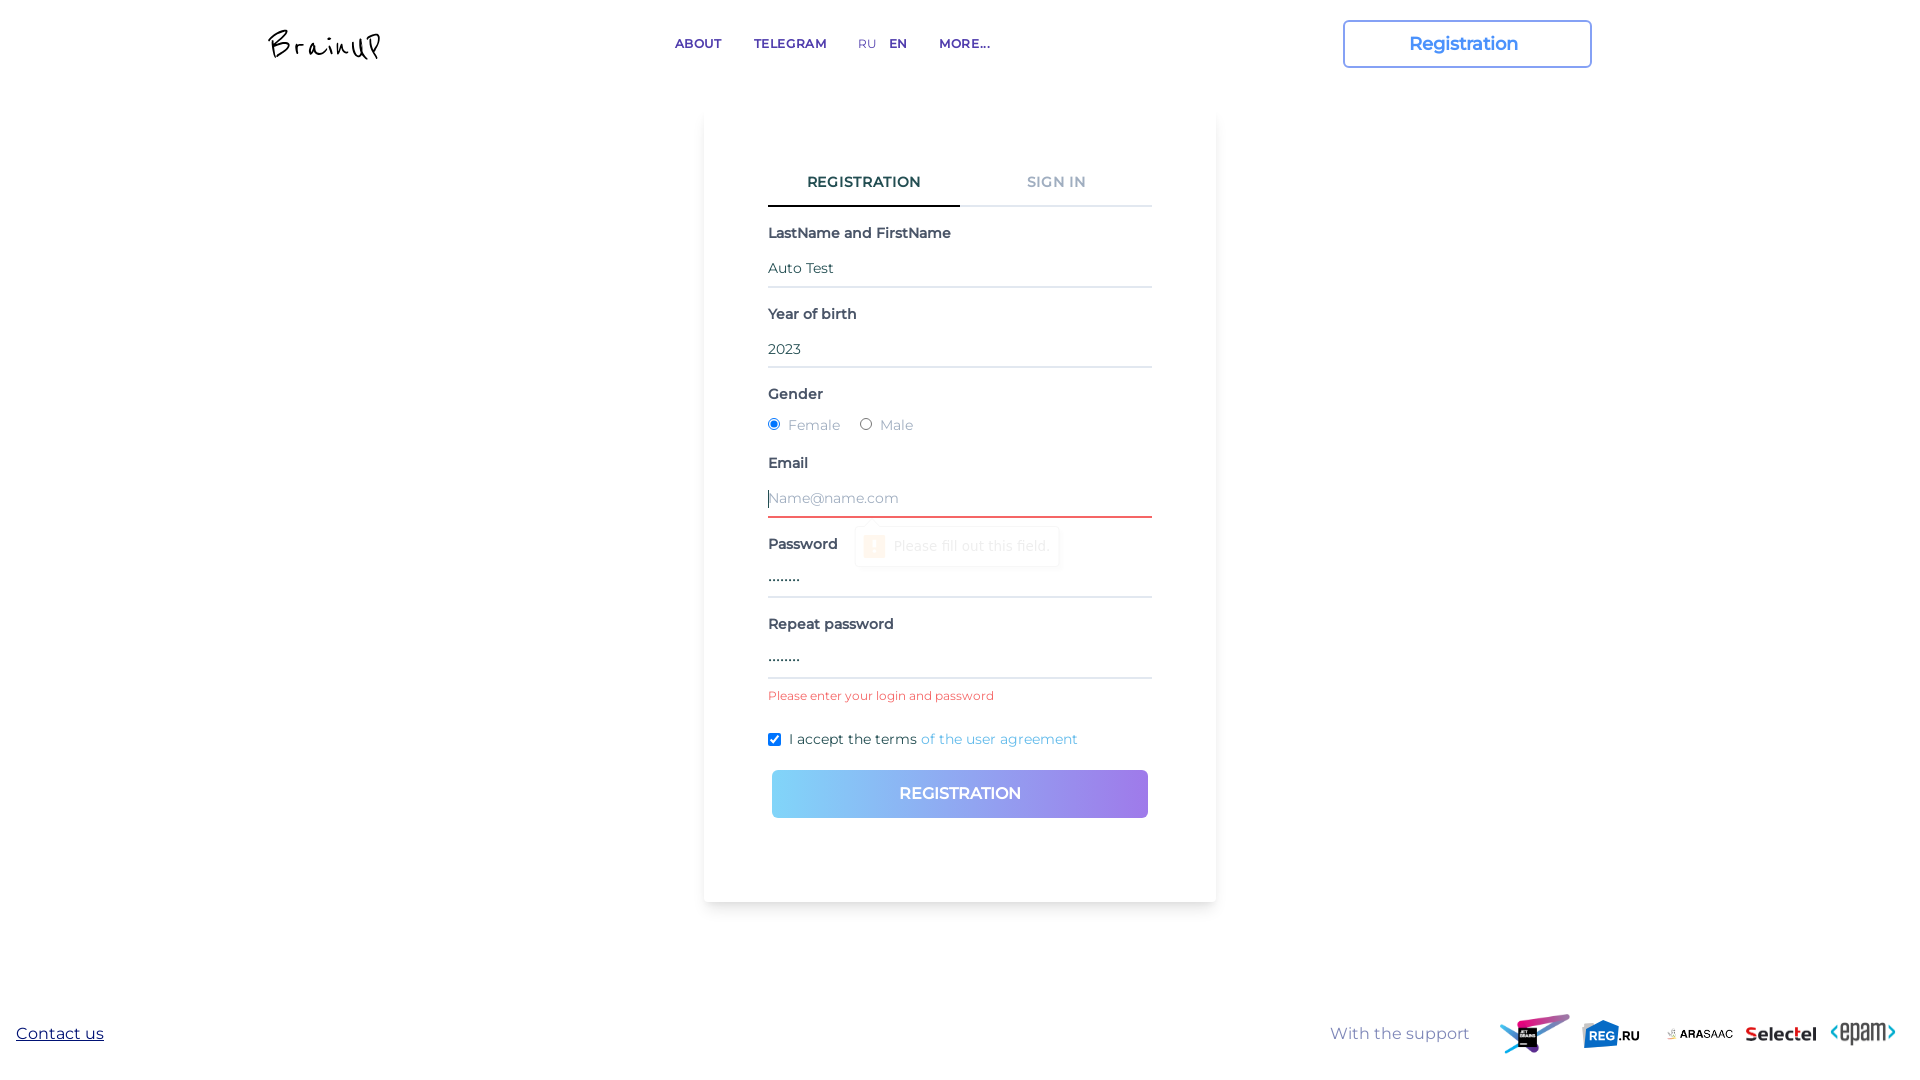 BrainUP
ABOUT TELEGRAM RU EN MORE...
Registration
REGISTRATION SIGN IN
LastName and FirstName
Auto Test
Year of birth
2023
Gender
Female Male
Email
Name@name.com
Password
Please fill out this field.
••••••••
Repeat password
••••••••
Please enter your login and password
I accept the terms of the user agreement
REGISTRATION
Contact us
With the support
JET BRAINS
REG.RU
ARASAAC
Selectel
<epam>